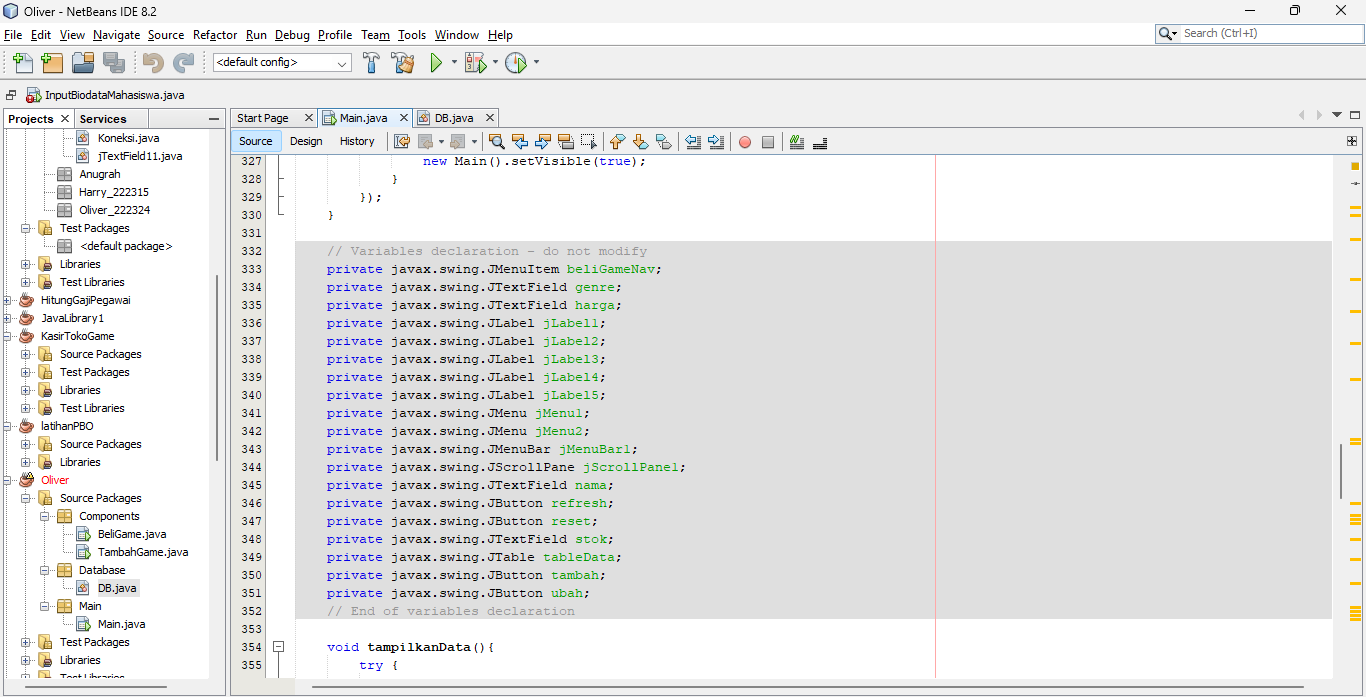 Oliver - NetBeans IDE 8.2
File Edit View Navigate Source Refactor Run Debug Profile Team Tools Window Help
Search (Ctrl+I)
<default config>
InputBiodataMahasiswa.java
Projects
Services
Koneksi.java
jTextField11.java
Anugrah
Harry_222315
Oliver_222324
Test Packages
<default package>
Libraries
Test Libraries
HitungGajiPegawai
JavaLibrary1
KasirTokoGame
Source Packages
Test Packages
Libraries
Test Libraries
latihanPBO
Source Packages
Libraries
Oliver
Source Packages
Components
BeliGame.java
TambahGame.java
Database
DB.java
Main
Main.java
Test Packages
Libraries
Test Libraries
Start Page
Main.java
DB.java
Source Design History
327 new Main().setVisible(true);
328 }
329 });
330 }
331
332 // Variables declaration - do not modify
333 private javax.swing.JMenuItem beliGameNav;
334 private javax.swing.JTextField genre;
335 private javax.swing.JTextField harga;
336 private javax.swing.JLabel jLabel1;
337 private javax.swing.JLabel jLabel2;
338 private javax.swing.JLabel jLabel3;
339 private javax.swing.JLabel jLabel4;
340 private javax.swing.JLabel jLabel5;
341 private javax.swing.JMenu jMenu1;
342 private javax.swing.JMenu jMenu2;
343 private javax.swing.JMenuBar jMenuBar1;
344 private javax.swing.JScrollPane jScrollPane1;
345 private javax.swing.JTextField nama;
346 private javax.swing.JButton refresh;
347 private javax.swing.JButton reset;
348 private javax.swing.JTextField stok;
349 private javax.swing.JTable tableData;
350 private javax.swing.JButton tambah;
351 private javax.swing.JButton ubah;
352 // End of variables declaration
353
354 void tampilkanData(){
355 try {